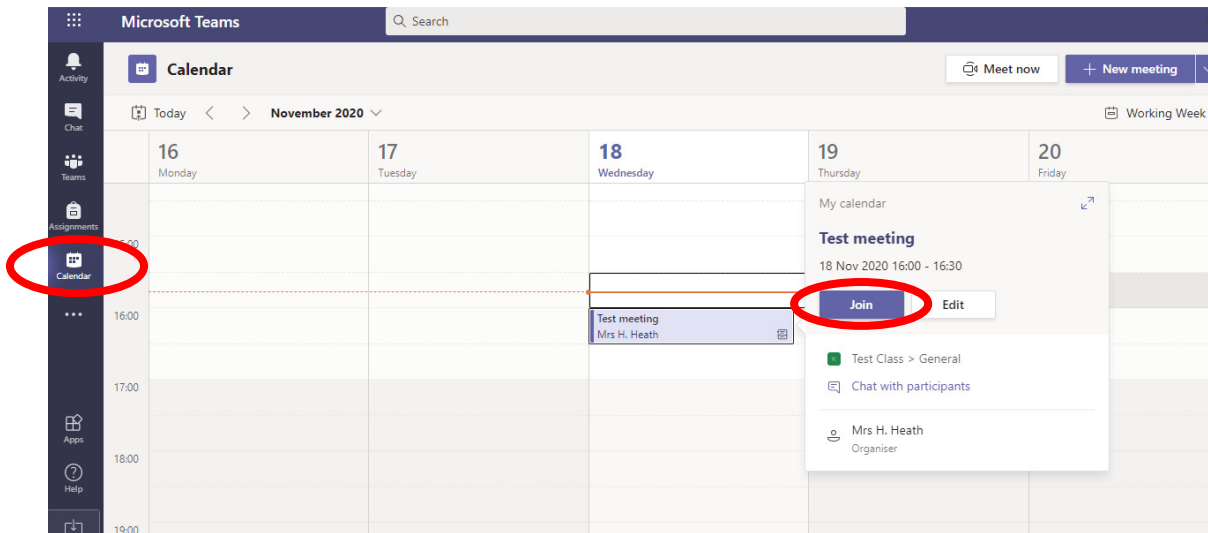 Microsoft Teams
Search
Activity
Chat
Teams
Assignments
Calendar
Apps
Help
Calendar
Meet now
New meeting
Today
November 2020
Working Week
16
Monday
17
Tuesday
18
Wednesday
19
Thursday
20
Friday
16:00
17:00
18:00
19:00
Test meeting
Mrs H. Heath
My calendar
Test meeting
18 Nov 2020 16:00 - 16:30
Join
Edit
Test Class > General
Chat with participants
Mrs H. Heath
Organiser